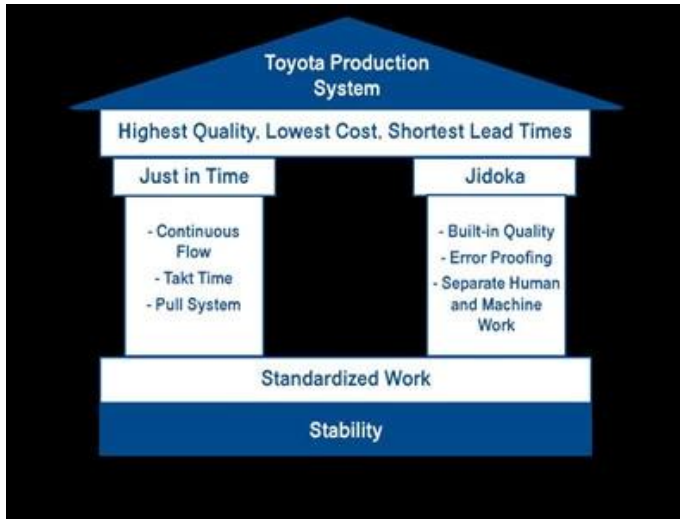 Toyota Production
System
Highest Quality, Lowest Cost, Shortest Lead Times
Just in Time
- Continuous
Flow
- Takt Time
- Pull System
Jidoka
- Built-in Quality
- Error Proofing
- Separate Human
and Machine
Work
Standardized Work
Stability